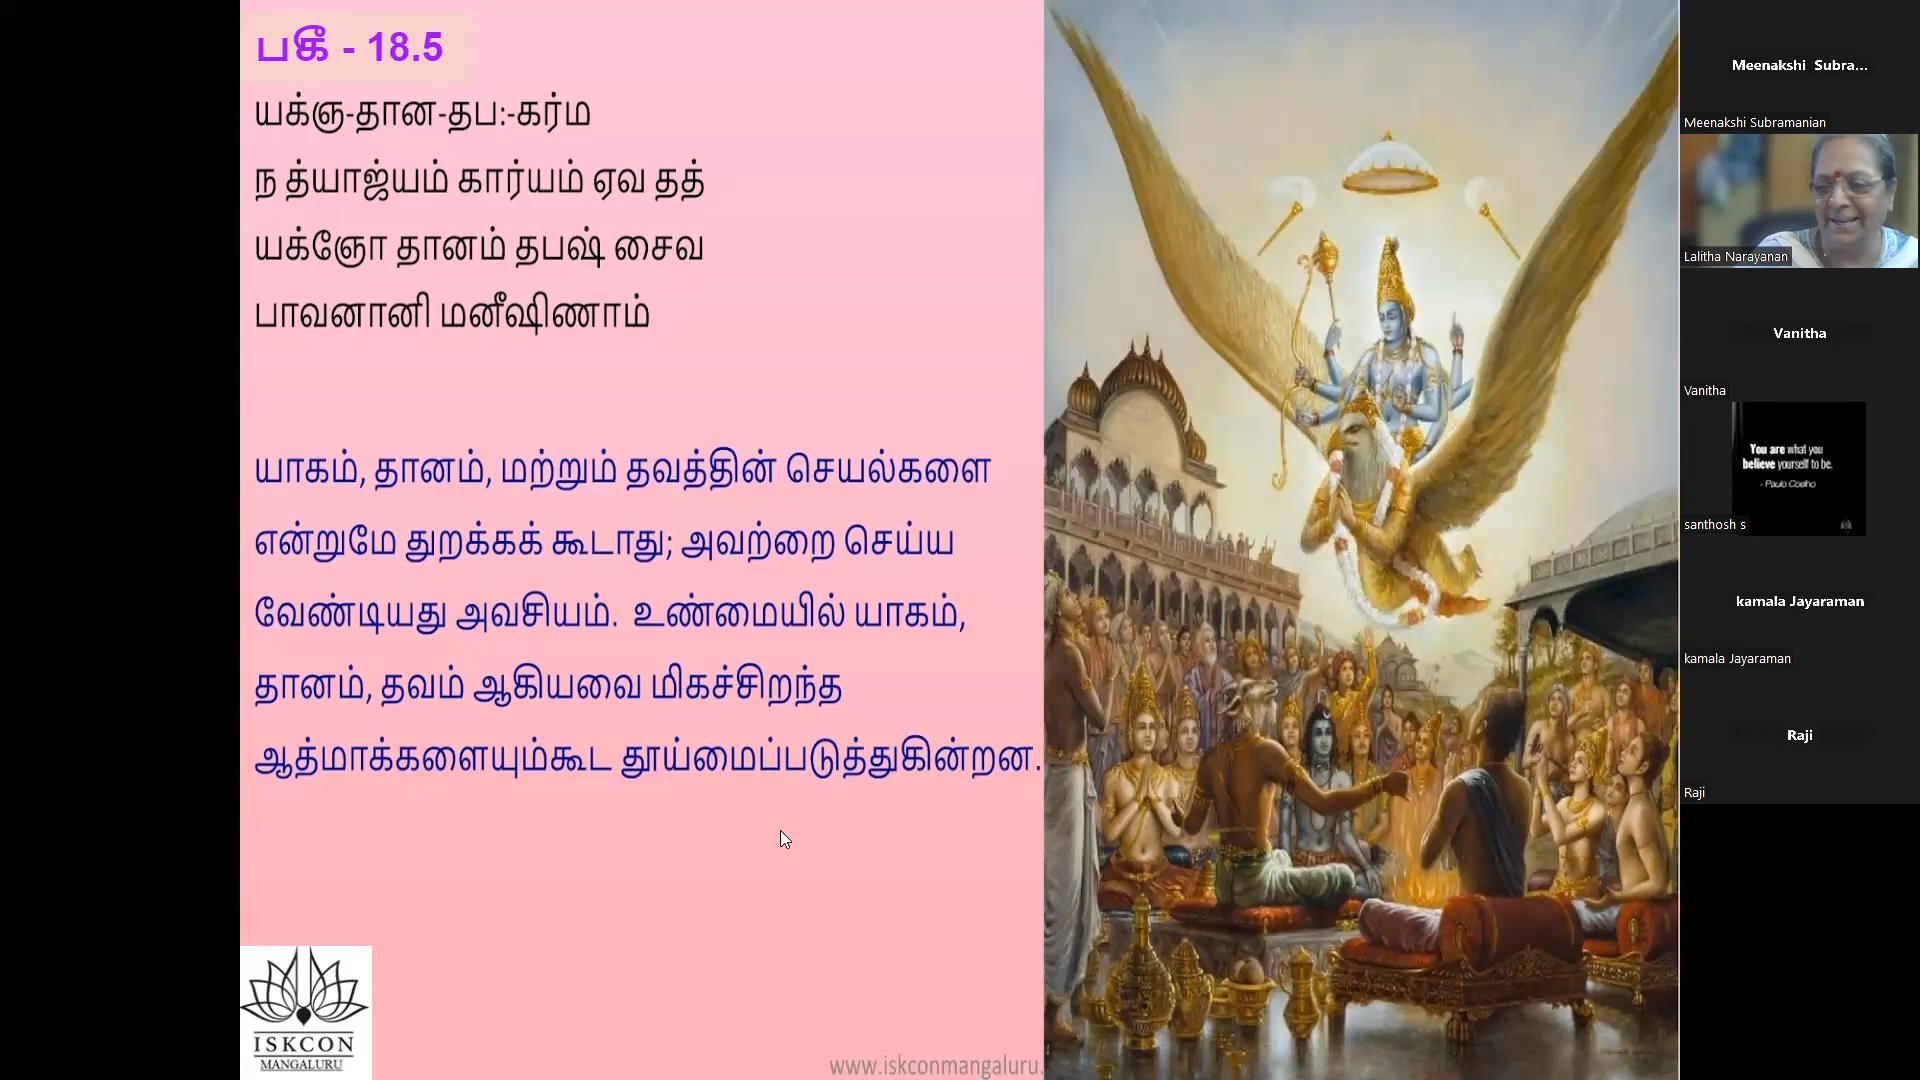 பகீ - 18.5
யக்ஞ-தான-தப:-கர்ம
ந த்யாஜ்யம் கார்யம் ஏவ தத்
யக்ஞோ தானம் தபஷ் சைவ
பாவனானி மனீஷிணாம்
யாகம், தானம், மற்றும் தவத்தின் செயல்களை
என்றுமே துறக்கக் கூடாது; அவற்றை செய்ய
வேண்டியது அவசியம். உண்மையில் யாகம்,
தானம், தவம் ஆகியவை மிகச்சிறந்த
ஆத்மாக்களையும்கூட தூய்மைப்படுத்துகின்றன.
ISKCON
MANGALURU
www.iskconmangaluru.
Meenakshi Subra...
Meenakshi Subramanian
Lalitha Narayanan
Vanitha
Vanitha
You are what you
believe yourself to be.
- Paulo Coelho
santhosh s
kamala Jayaraman
kamala Jayaraman
Raji
Raji